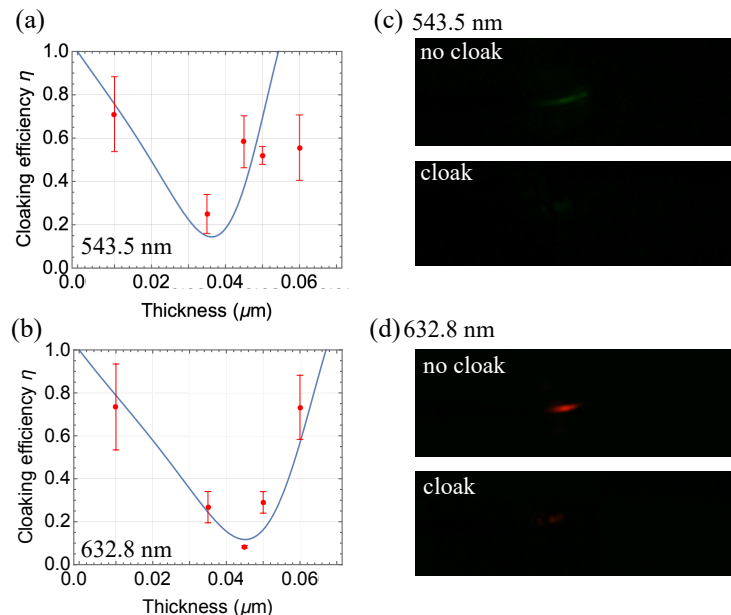 (a)
Cloaking efficiency η
1.0
0.8
0.6
0.4
0.2
0.0
543.5 nm
0.0 0.02 0.04 0.06
Thickness (μm)
(b)
Cloaking efficiency η
1.0
0.8
0.6
0.4
0.2
0.0
632.8 nm
0.0 0.02 0.04 0.06
Thickness (μm)
(c) 543.5 nm
no cloak
cloak
(d) 632.8 nm
no cloak
cloak